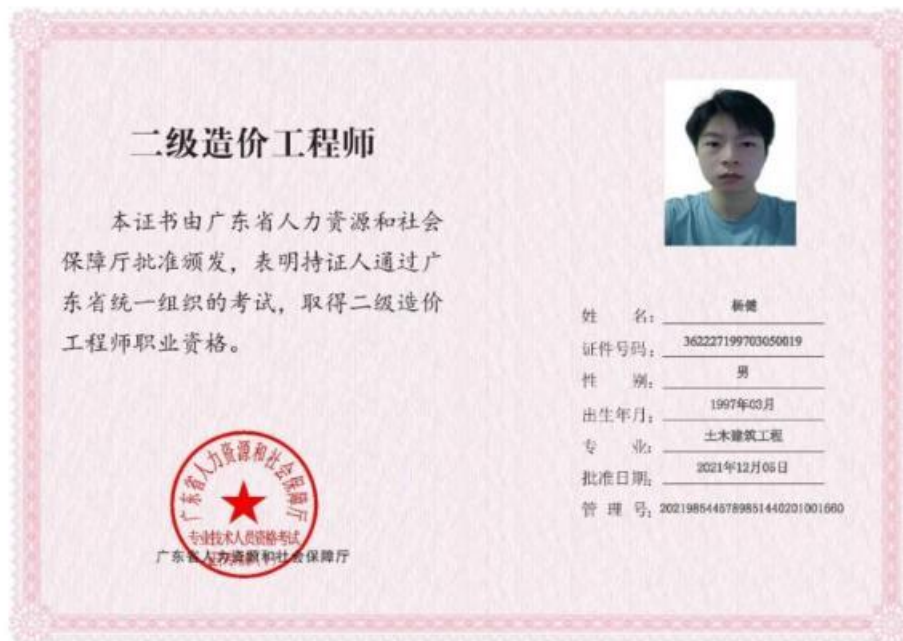 二级造价工程师
本证书由广东省人力资源和社会
保障厅批准颁发，表明持证人通过广
东省统一组织的考试，取得二级造价
工程师职业资格。
广东省人力资源和社会保障厅
专业技术人员资格考试
广东省人力资源和社会保障厅
姓名：杨健
证件号码：362227199703050019
性别：男
出生年月：1997年03月
专业：土木建筑工程
批准日期：2021年12月05日
管理号：2021985445789851440201001560